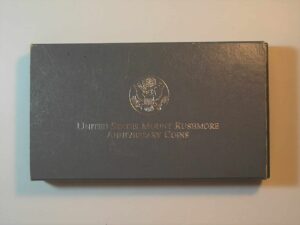 UNITED STATES MOUNT RUSHMORE
ANNIVERSARY COINS